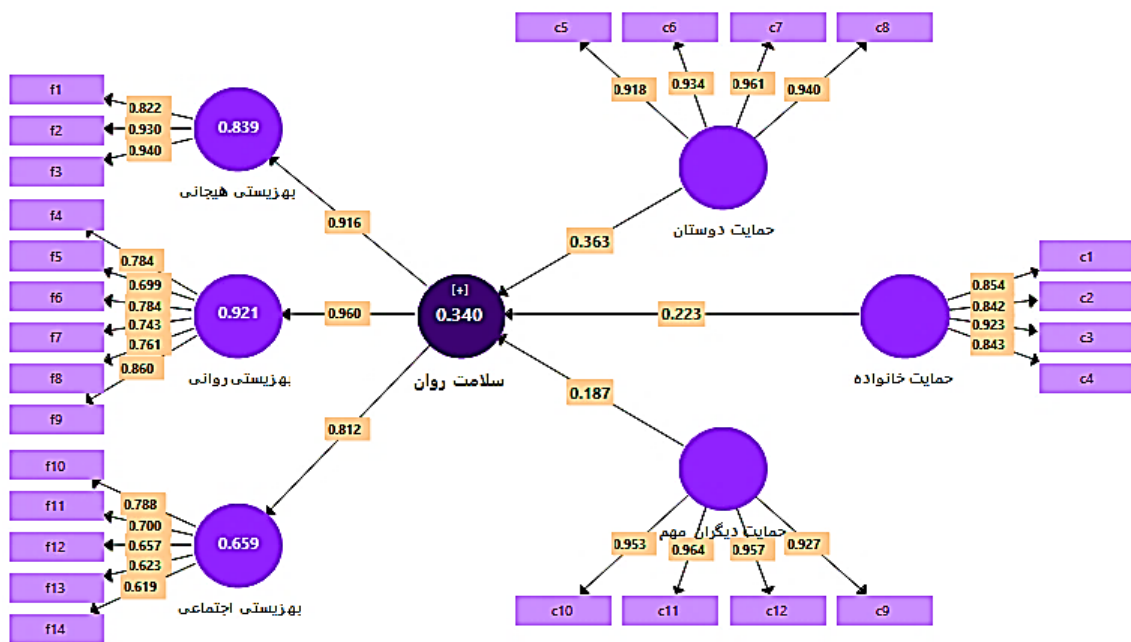 c5
c6
c7
c8
0.918
0.934
0.961
0.940
حمایت دوستان
f1
f2
f3
0.822
0.930
0.940
0.839
بهزیستی هیجانی
0.916
0.363
f4
f5
f6
f7
f8
f9
0.784
0.699
0.784
0.743
0.761
0.860
0.921
بهزیستی روانی
0.960
[+]
0.340
سلامت روان
0.223
حمایت خانواده
0.854
0.842
0.923
0.843
c1
c2
c3
c4
0.812
0.187
f10
f11
f12
f13
f14
0.788
0.700
0.657
0.623
0.619
0.659
بهزیستی اجتماعی
حمایت دیگران مهم
0.953
0.964
0.957
0.927
c10
c11
c12
c9